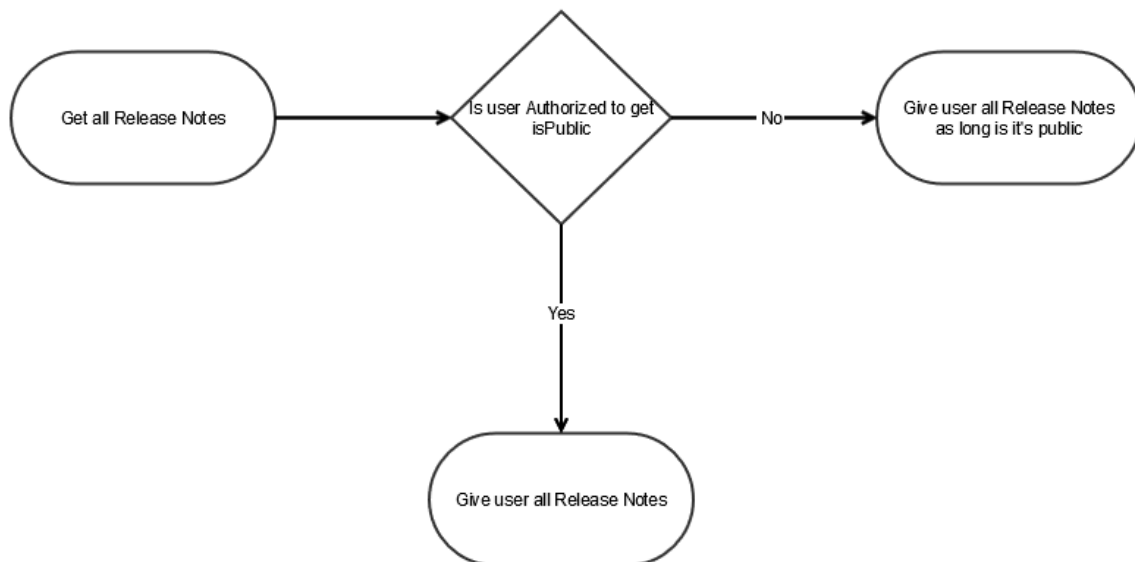 Get all Release Notes
Is user Authorized to get
isPublic
No
Give user all Release Notes
as long is it's public
Yes
Give user all Release Notes